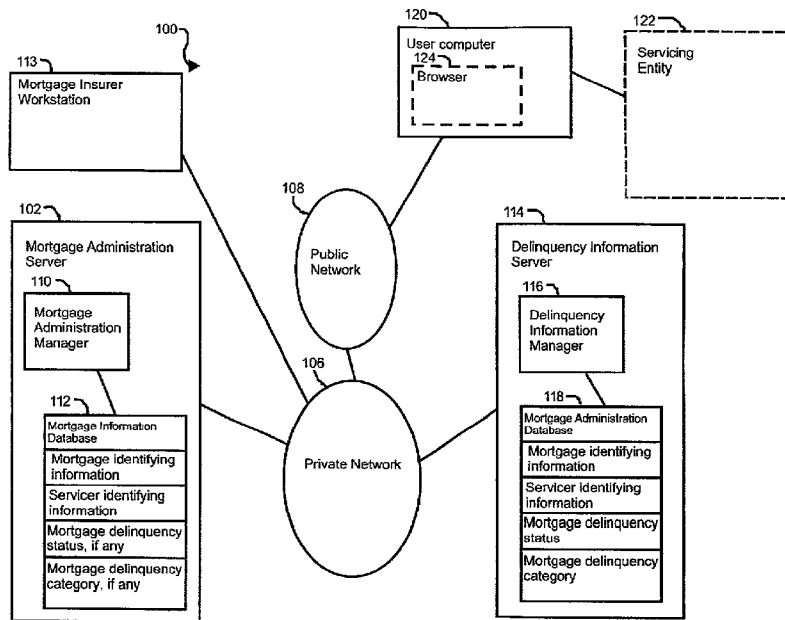 100
113
Mortgage Insurer
Workstation
120
User computer
124
Browser
122
Servicing
Entity
108
Public
Network
102
Mortgage Administration
Server
110
Mortgage
Administration
Manager
112
Mortgage Information
Database
Mortgage identifying
information
Servicer identifying
information
Mortgage delinquency
status, if any
Mortgage delinquency
category, if any
106
Private Network
114
Delinquency Information
Server
116
Delinquency
Information
Manager
118
Mortgage Administration
Database
Mortgage identifying
information
Servicer identifying
information
Mortgage delinquency
status
Mortgage delinquency
category